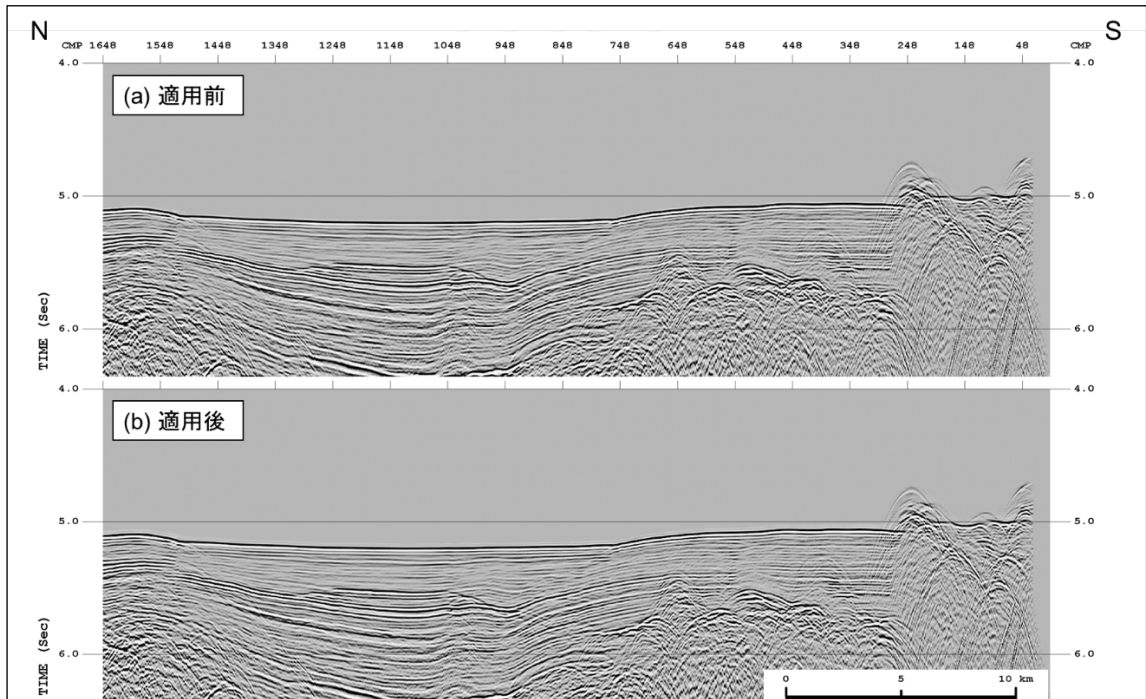 N S
CMP 1648 1548 1448 1348 1248 1148 1048 948 848 748 648 548 448 348 248 148 48 CMP
4.0 4.0
(a) 適用前
5.0 5.0
TIME (Sec)
6.0 6.0
4.0 4.0
(b) 適用後
5.0 5.0
TIME (Sec)
6.0 6.0
0 5 10 km